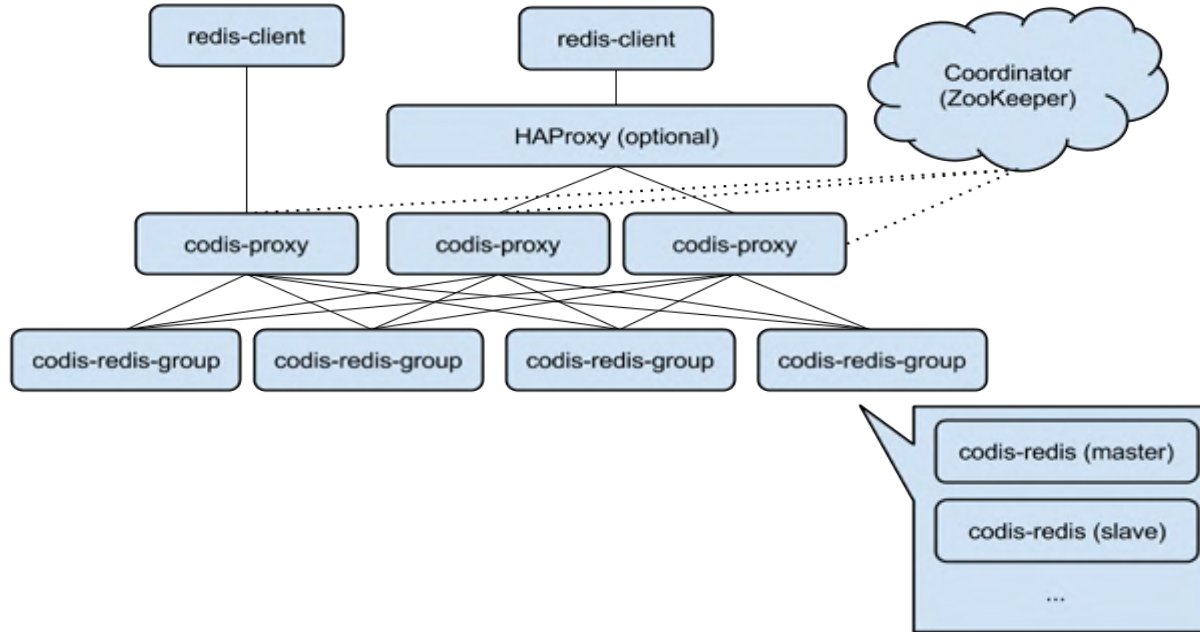 redis-client
redis-client
Coordinator
(ZooKeeper)
HAProxy (optional)
codis-proxy
codis-proxy
codis-proxy
codis-redis-group
codis-redis-group
codis-redis-group
codis-redis-group
codis-redis (master)
codis-redis (slave)
...